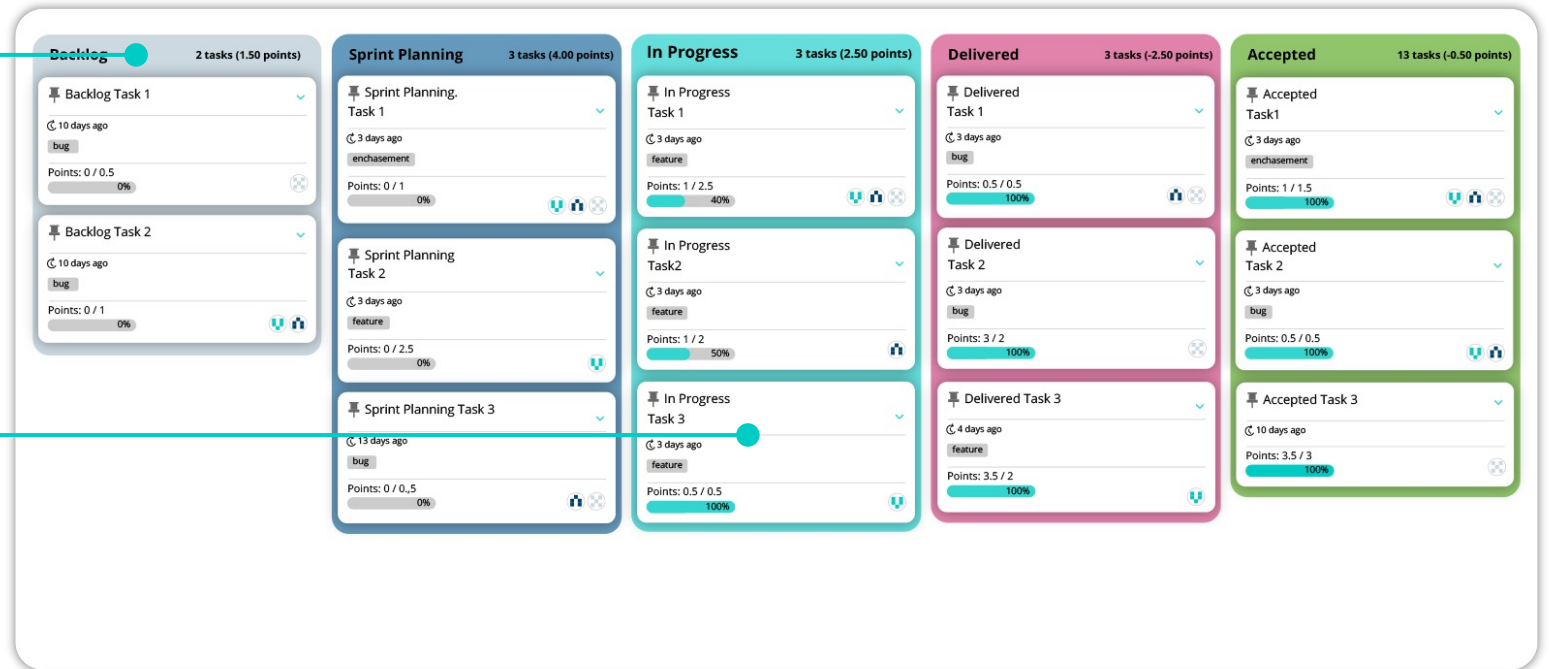 Backlog
2 tasks (1.50 points)
Backlog Task 1
10 days ago
bug
Points: 0 / 0.5
0%
Backlog Task 2
10 days ago
bug
Points: 0 / 1
0%
Sprint Planning
3 tasks (4.00 points)
Sprint Planning.
Task 1
3 days ago
enchasement
Points: 0 / 1
0%
Sprint Planning
Task 2
3 days ago
feature
Points: 0 / 2.5
0%
Sprint Planning Task 3
13 days ago
bug
Points: 0 / 0.,5
0%
In Progress
3 tasks (2.50 points)
In Progress
Task 1
3 days ago
feature
Points: 1 / 2.5
40%
In Progress
Task2
3 days ago
feature
Points: 1 / 2
50%
In Progress
Task 3
3 days ago
feature
Points: 0.5 / 0.5
100%
Delivered
3 tasks (-2.50 points)
Delivered
Task 1
3 days ago
bug
Points: 0.5 / 0.5
100%
Delivered
Task 2
3 days ago
bug
Points: 3 / 2
100%
Delivered Task 3
4 days ago
feature
Points: 3.5 / 2
100%
Accepted
13 tasks (-0.50 points)
Accepted
Task1
3 days ago
enchasement
Points: 1 / 1.5
100%
Accepted
Task 2
3 days ago
bug
Points: 0.5 / 0.5
100%
Accepted Task 3
10 days ago
Points: 3.5 / 3
100%